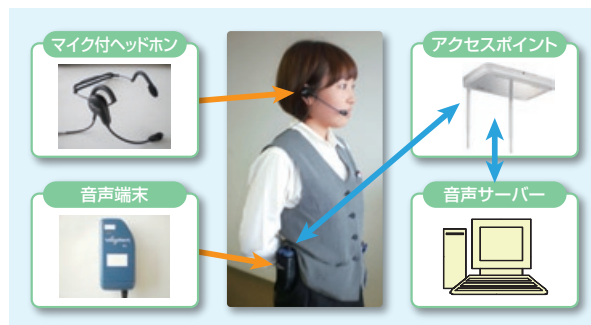 マイク付ヘッドホン
アクセスポイント
音声端末
音声サーバー